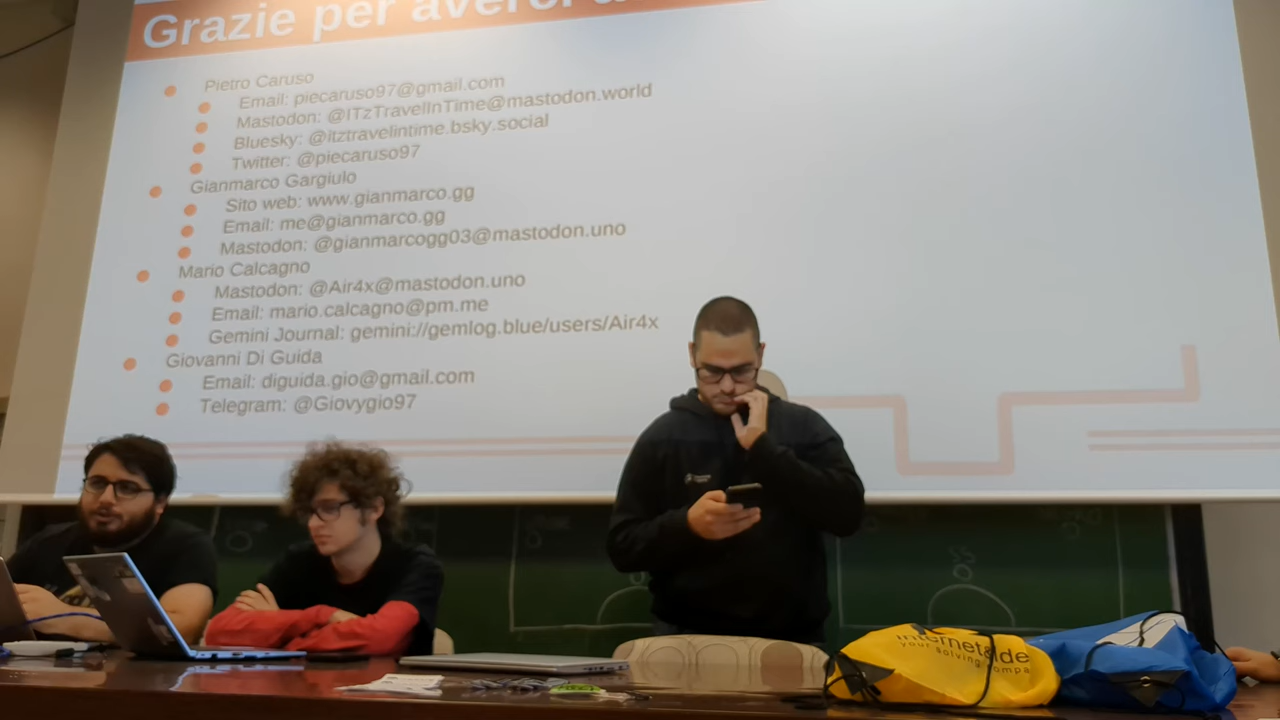 Grazie per averci a
Pietro Caruso
Email: piecaruso97@gmail.com
Mastodon: @ITzTravelInTime@mastodon.world
Bluesky: @itztravelintime.bsky.social
Twitter: @piecaruso97
Gianmarco Gargiulo
Sito web: www.gianmarco.gg
Email: me@gianmarco.gg
Mastodon: @gianmarcogg03@mastodon.uno
Mario Calcagno
Mastodon: @Air4x@mastodon.uno
Email: mario.calcagno@pm.me
Gemini Journal: gemini://gemlog.blue/users/Air4x
Giovanni Di Guida
Email: diguida.gio@gmail.com
Telegram: @Giovygio97
your solving compa